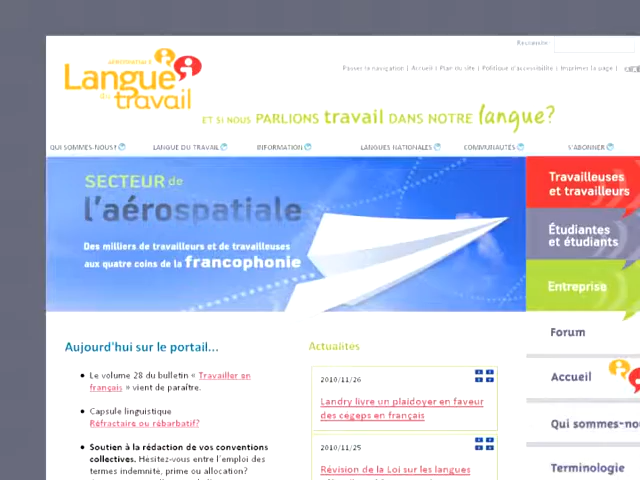 Recherche
Passer la navigation | Accueil | Plan du site | Politique d'accessibilité | Imprimer la page |
AÉROSPATIALE
Langue
du travail
ET SI NOUS PARLIONS travail DANS NOTRE langue?
QUI SOMMES-NOUS? LANGUE DU TRAVAIL INFORMATION LANGUES NATIONALES COMMUNAUTÉS S'ABONNER
SECTEUR de
l'aérospatiale
Des milliers de travailleurs et de travailleuses
aux quatre coins de la francophonie
Travailleuses
et travailleurs
Étudiantes
et étudiants
Entreprise
Forum
Accueil
Qui sommes-no
Terminologie
Aujourd'hui sur le portail...
Le volume 28 du bulletin « Travailler en
français » vient de paraître.
Capsule linguistique
Réfractaire ou rébarbatif?
Soutien à la rédaction de vos conventions
collectives. Hésitez-vous entre l'emploi des
termes indemnité, prime ou allocation?
Actualités
2010/11/26
Landry livre un plaidoyer en faveur
des cégeps en français
2010/11/25
Révision de la Loi sur les langues